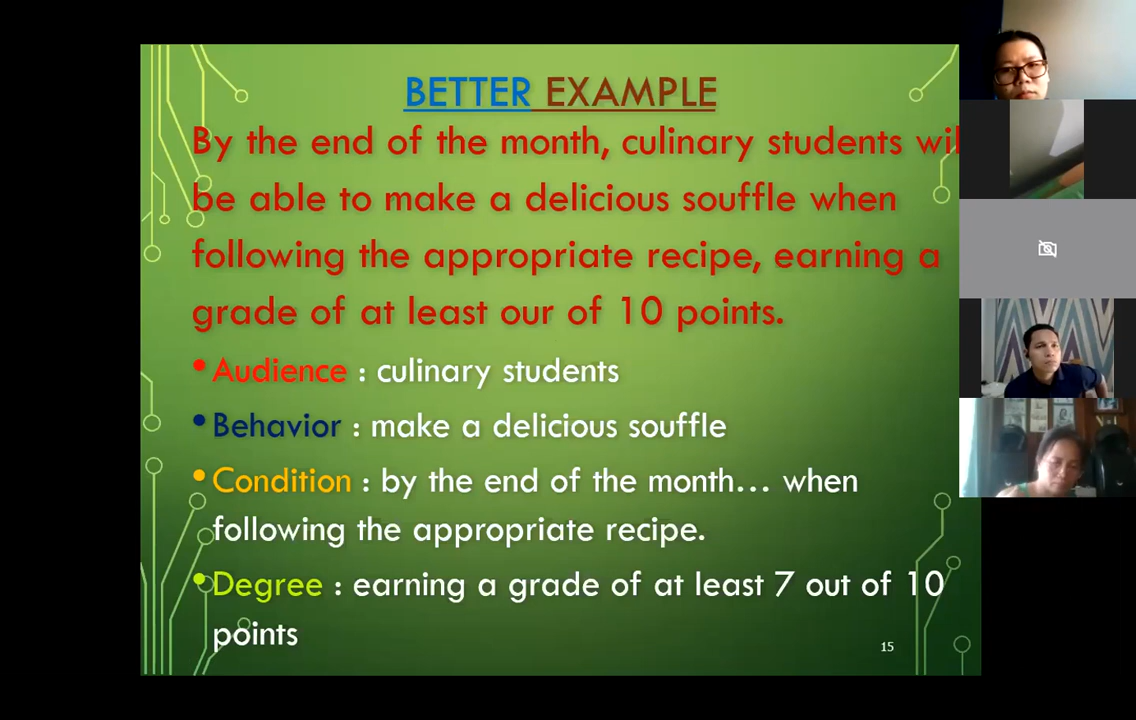 BETTER EXAMPLE
By the end of the month, culinary students wil
be able to make a delicious souffle when
following the appropriate recipe, earning a
grade of at least our of 10 points.
•Audience : culinary students
•Behavior : make a delicious souffle
•Condition : by the end of the month… when
following the appropriate recipe.
•Degree : earning a grade of at least 7 out of 10
points
15